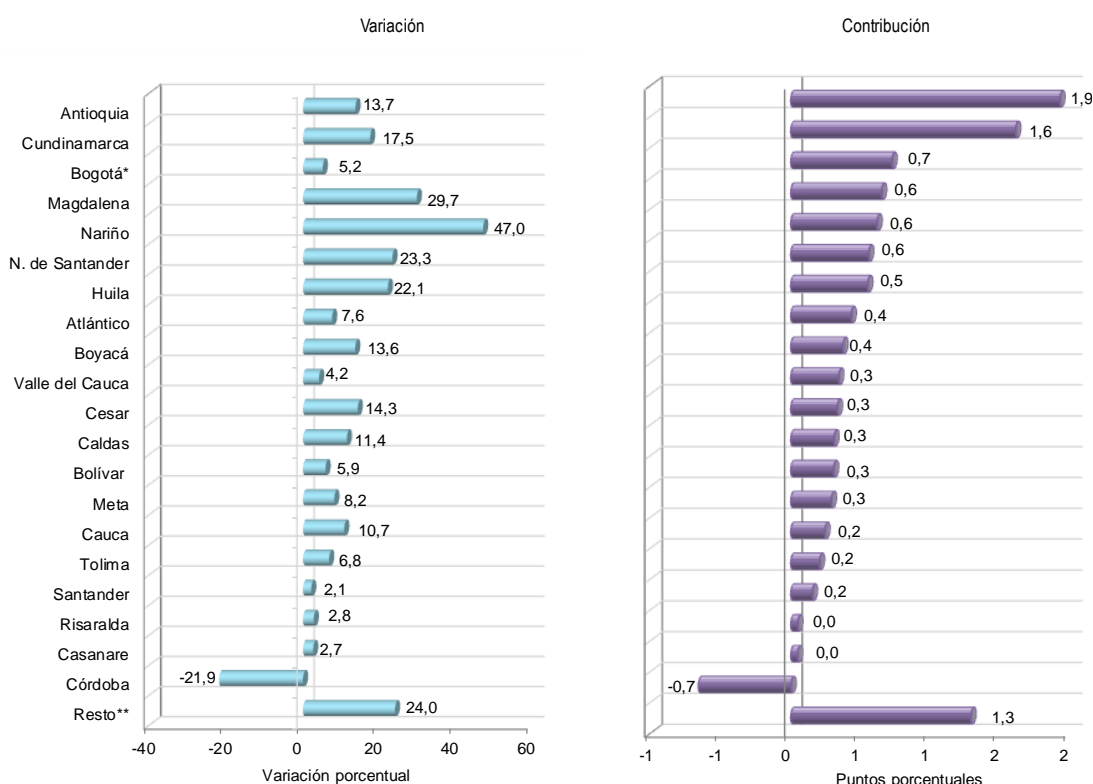 Variación
Contribución
Antioquia 13,7 1,9
Cundinamarca 17,5 1,6
Bogotá* 5,2 0,7
Magdalena 29,7 0,6
Nariño 47,0 0,6
N. de Santander 23,3 0,6
Huila 22,1 0,5
Atlántico 7,6 0,4
Boyacá 13,6 0,4
Valle del Cauca 4,2 0,3
Cesar 14,3 0,3
Caldas 11,4 0,3
Bolívar 5,9 0,3
Meta 8,2 0,3
Cauca 10,7 0,2
Tolima 6,8 0,2
Santander 2,1 0,2
Risaralda 2,8 0,0
Casanare 2,7 0,0
Córdoba -21,9 -0,7
Resto** 24,0 1,3
-40 -20 0 20 40 60
-1 -1 0 1 1 2 2
Variación porcentual
Puntos porcentuales